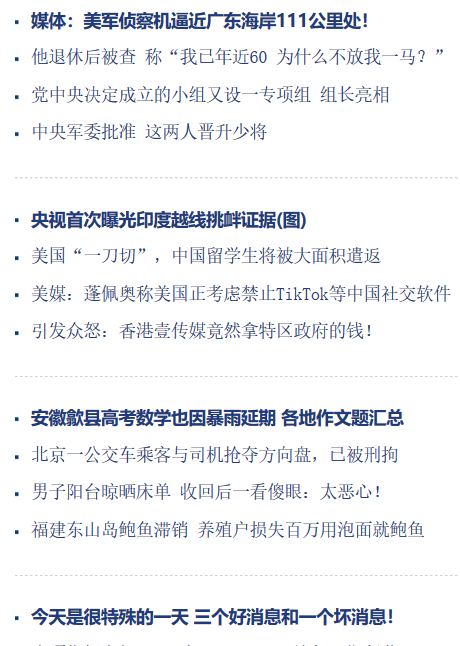 媒体：美军侦察机逼近广东海岸111公里处！
他退休后被查 称“我已年近60 为什么不放我一马？”
党中央决定成立的小组又设一专项组 组长亮相
中央军委批准 这两人晋升少将
央视首次曝光印度越线挑衅证据(图)
美国“一刀切”，中国留学生将被大面积遣返
美媒：蓬佩奥称美国正考虑禁止TikTok等中国社交软件
引发众怒：香港壹传媒竟然拿特区政府的钱！
安徽歙县高考数学也因暴雨延期 各地作文题汇总
北京一公交车乘客与司机抢夺方向盘，已被刑拘
男子阳台晾晒床单 收回后一看傻眼：太恶心！
福建东山岛鲍鱼滞销 养殖户损失百万用泡面就鲍鱼
今天是很特殊的一天 三个好消息和一个坏消息！